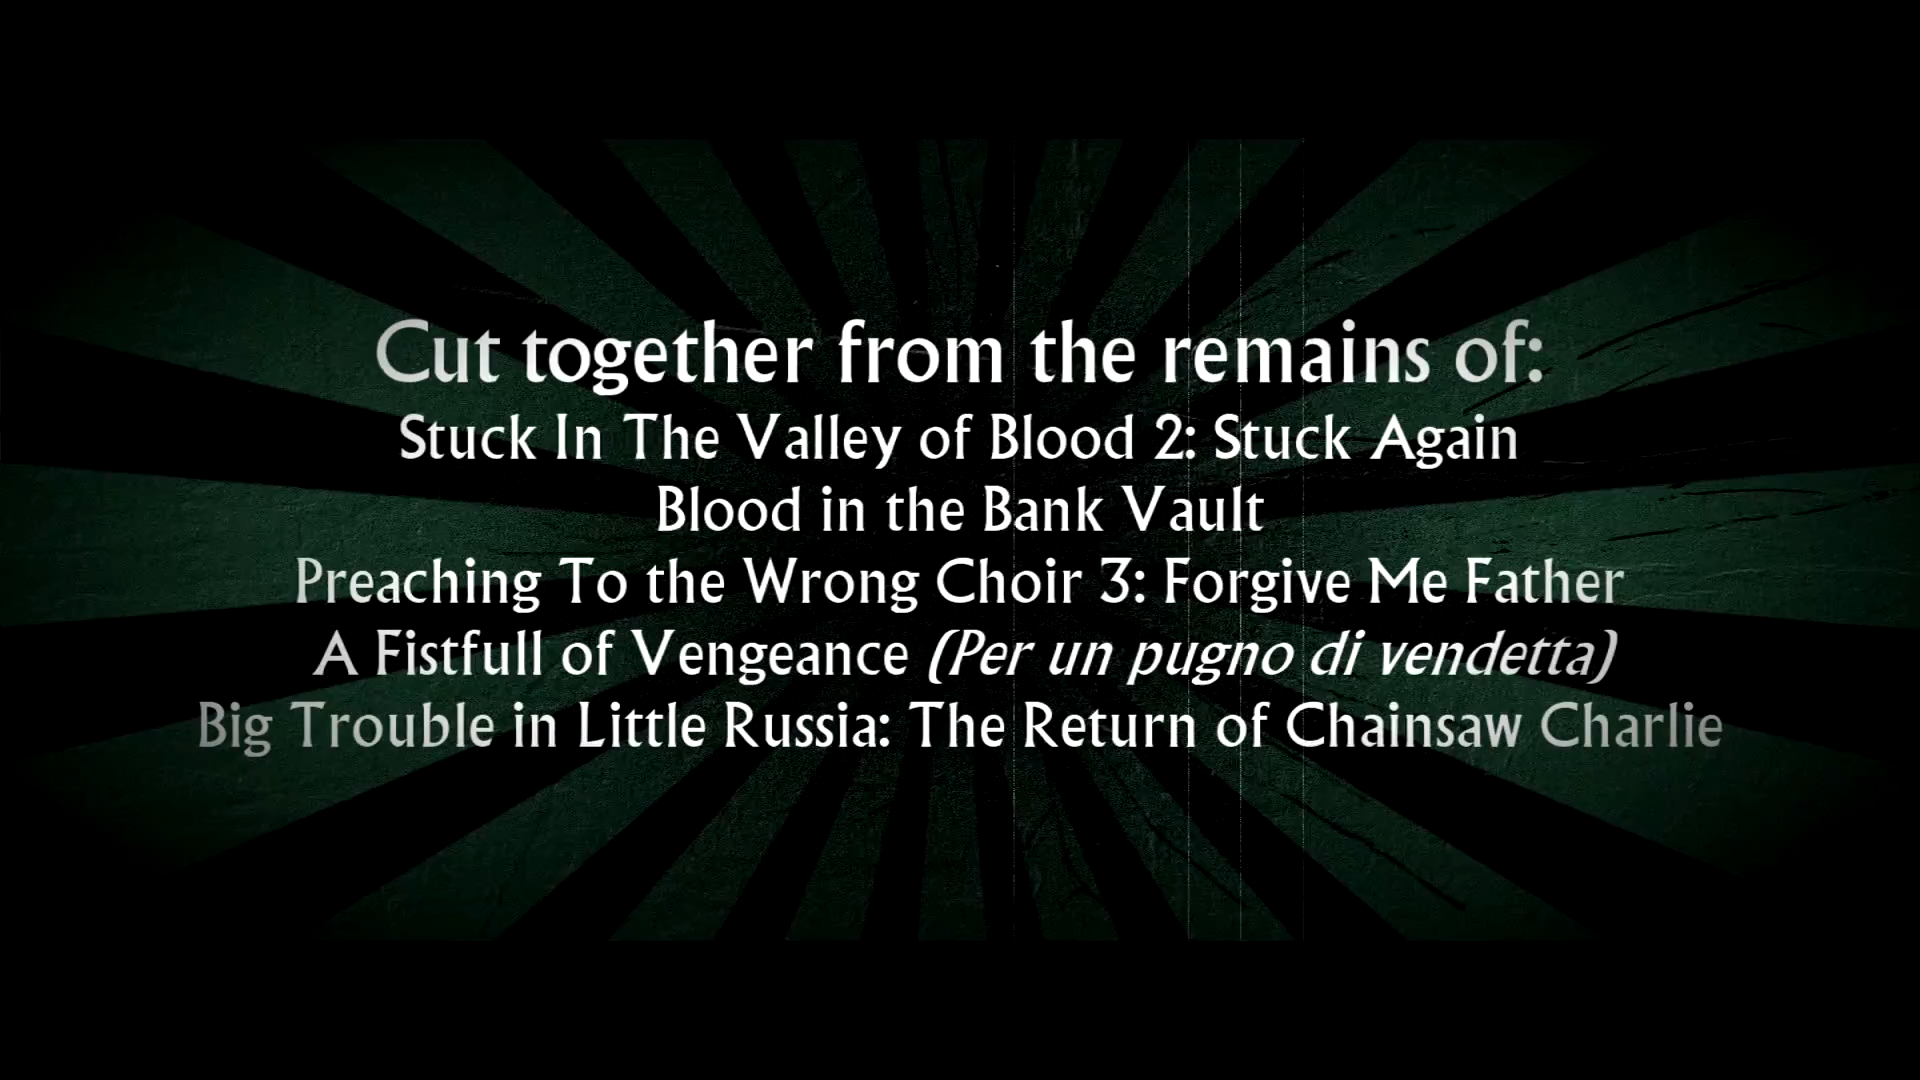 Cut together from the remains of:
Stuck In The Valley of Blood 2: Stuck Again
Blood in the Bank Vault
Preaching To the Wrong Choir 3: Forgive Me Father
A Fistfull of Vengeance (Per un pugno di vendetta)
Big Trouble in Little Russia: The Return of Chainsaw Charlie